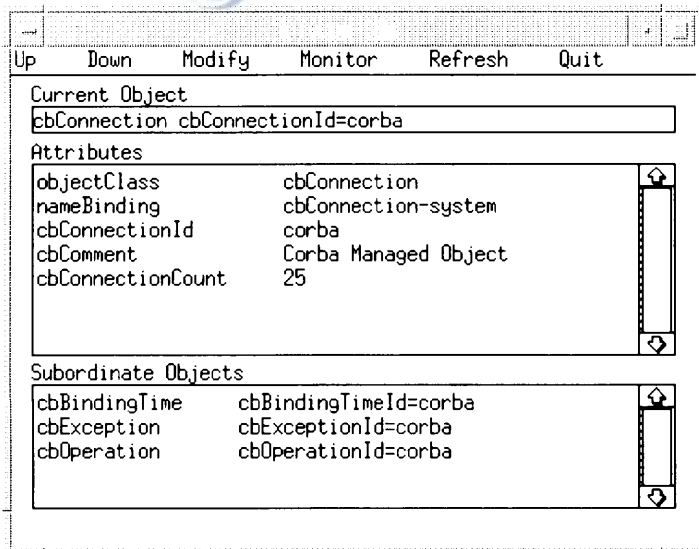 Up Down Modify Monitor Refresh Quit
Current Object
cbConnection cbConnectionId=corba
Attributes
objectClass cbConnection
nameBinding cbConnection-system
cbConnectionId corba
cbComment Corba Managed Object
cbConnectionCount 25
Subordinate Objects
cbBindingTime cbBindingTimeId=corba
cbException cbExceptionId=corba
cbOperation cbOperationId=corba